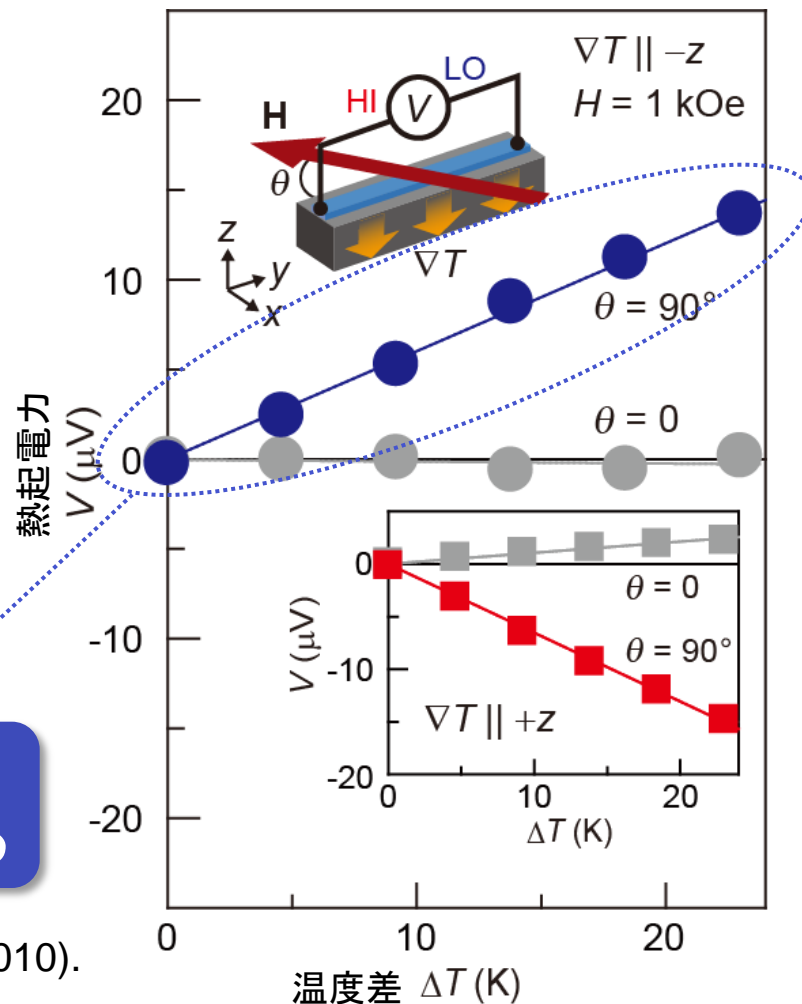 20
10
0
-10
-20
熱起電力
V (μV)
∇T || −z
H = 1 kOe
LO
HI
V
H
θ
∇T
z
y
x
θ = 90°
θ = 0
0
-10
-20
V (μV)
θ = 0
θ = 90°
∇T || +z
0
10
20
ΔT (K)
0
10
20
温度差 ΔT (K)
010).